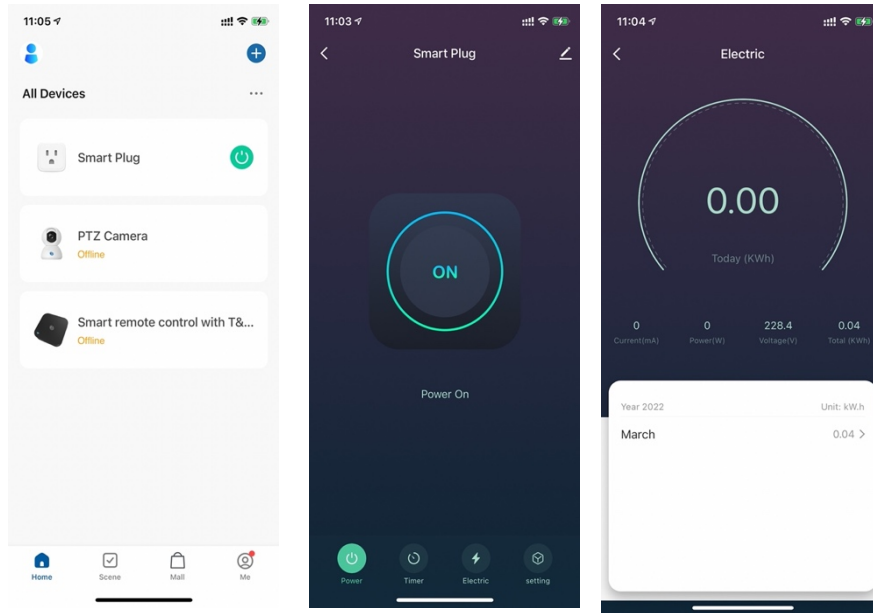 11:05
All Devices
...
Smart Plug
PTZ Camera
Offline
Smart remote control with T&...
Offline
Home
Scene
Mall
Me
11:03
Smart Plug
ON
Power On
Power
Timer
Electric
setting
11:04
Electric
0.00
Today (KWh)
0 0 228.4 0.04
Current(mA) Power(W) Voltage(V) Total (KWh)
Year 2022 Unit: kW.h
March 0.04 >